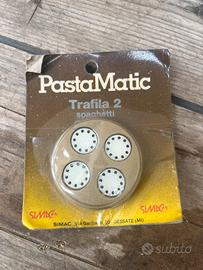 PastaMatic
Trafila 2
spaghetti
SIMAC
SIMAC
subito